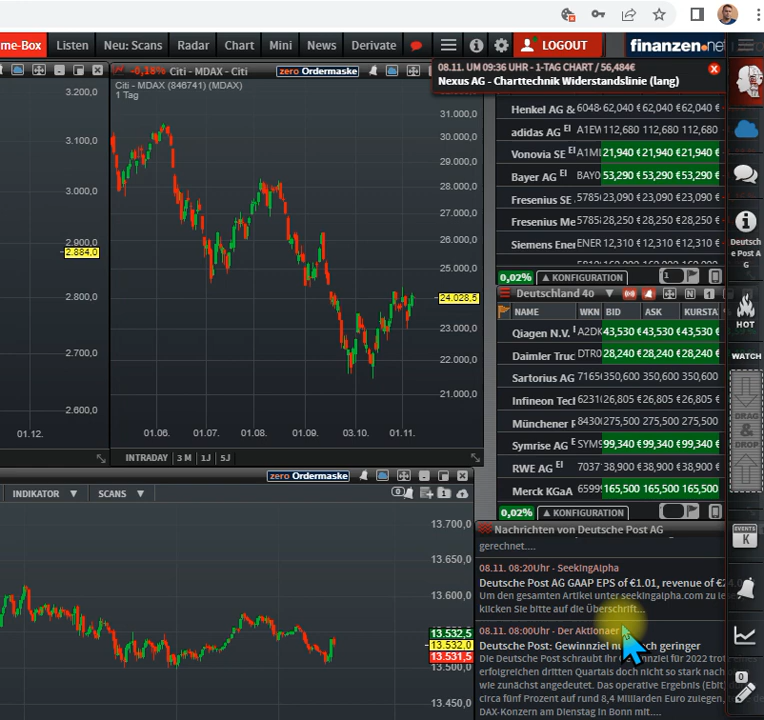 me-Box Listen Neu: Scans Radar Chart Mini News Derivate LOGOUT finanzen.ne
-0,18% Citi - MDAX - Citi zero Ordermaske
Citi - MDAX (846741) (MDAX)
1 Tag
08.11. UM 09:36 UHR - 1-TAG CHART / 56,484€
Nexus AG - Charttechnik Widerstandslinie (lang)
3.200,0
3.100,0
3.000,0
2.900,0
2.884,0
2.800,0
2.700,0
2.600,0
01.12.
31.000,0
30.000,0
29.000,0
28.000,0
27.000,0
26.000,0
25.000,0
24.028,5
23.000,0
22.000,0
21.000,0
01.06. 01.07. 01.08. 01.09. 03.10. 01.11.
INTRADAY 3 M 1J 5J
Henkel AG & 6048 62,040 € 62,040 € 62,040 €
adidas AG EI A1EW 112,680 112,680 112,680
Vonovia SE EI A1ML 21,940 € 21,940 € 21,940 €
Bayer AG EI BAY0 53,290 € 53,290 € 53,290 €
Fresenius SE 5785 23,090 € 23,090 € 23,090 €
Fresenius Me 5785 28,250 € 28,250 € 28,250 €
Siemens Ener ENER 12,310 € 12,310 € 12,310 €
0,02% KONFIGURATION 1
Deutschland 40 N 1
NAME WKN BID ASK KURSTA
Qiagen N.V. A2DK 43,530 € 43,530 € 43,530 €
Daimler Truc DTR0 28,240 € 28,240 € 28,240 €
Sartorius AG 7165 350,600 350,600 350,600
Infineon Tech 6231 26,805 € 26,805 € 26,805 €
Münchener 8430 275,500 275,500 275,500
Symrise AG SYM9 99,340 € 99,340 € 99,340 €
RWE AG EI 7037 38,900 € 38,900 € 38,900 €
Merck KGaA 6599 165,500 165,500 165,500
0,02% KONFIGURATION
Deutsch
e Post A
G
HOT
WATCH
DRAG
&
DROP
EVENTS
K
0
zero Ordermaske
INDIKATOR SCANS 1
13.700,0
13.650,0
13.600,0
13.532,5
13.532,0
13.531,5
13.500,0
13.450,0
Nachrichten von Deutsche Post AG
gerechnet....
08.11. 08:20Uhr - SeekingAlpha
Deutsche Post AG GAAP EPS of €1.01, revenue of €24.0
Um den gesamten Artikel unter seekingalpha.com zu le
klicken Sie bitte auf die Überschrift...
08.11. 08:00Uhr - Der Aktionaer
Deutsche Post: Gewinnziel geringer
Die Deutsche Post schraubt ihr Gewinnziel für 2022 trotz
erfolgreichen dritten Quartals doch nicht so stark nach
wie zunächst angedeutet. Das operative Ergebnis (Ebit)
circa fünf Prozent auf rund 8,4 Milliarden Euro zulegen,
DAX-Konzern am Dienstag in Bonn mit....